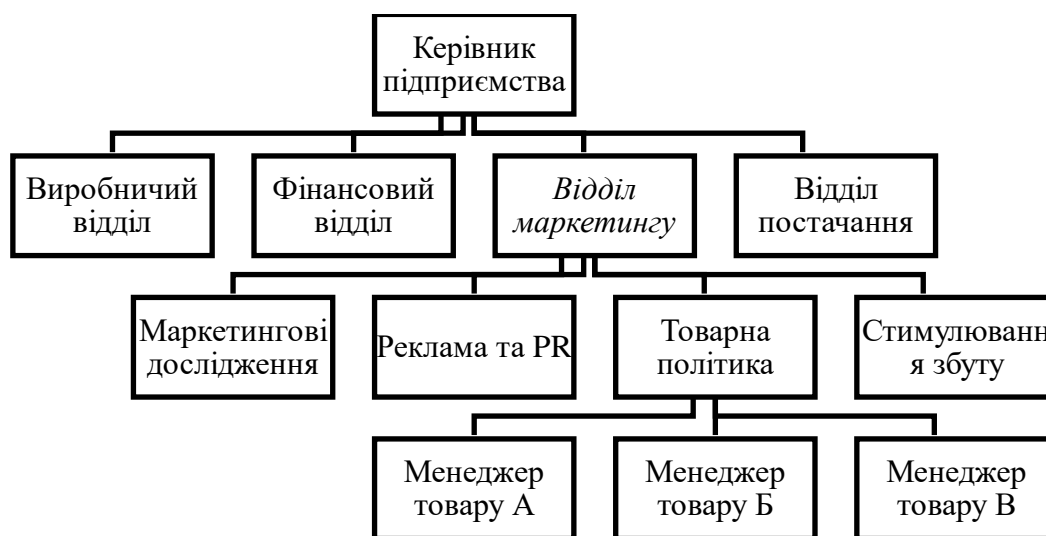 Керівник
підприємства
Виробничий
відділ
Фінансовий
відділ
Відділ
маркетингу
Відділ
постачання
Маркетингові
дослідження
Реклама та PR
Товарна
політика
Стимулюванн
я збуту
Менеджер
товару А
Менеджер
товару Б
Менеджер
товару В